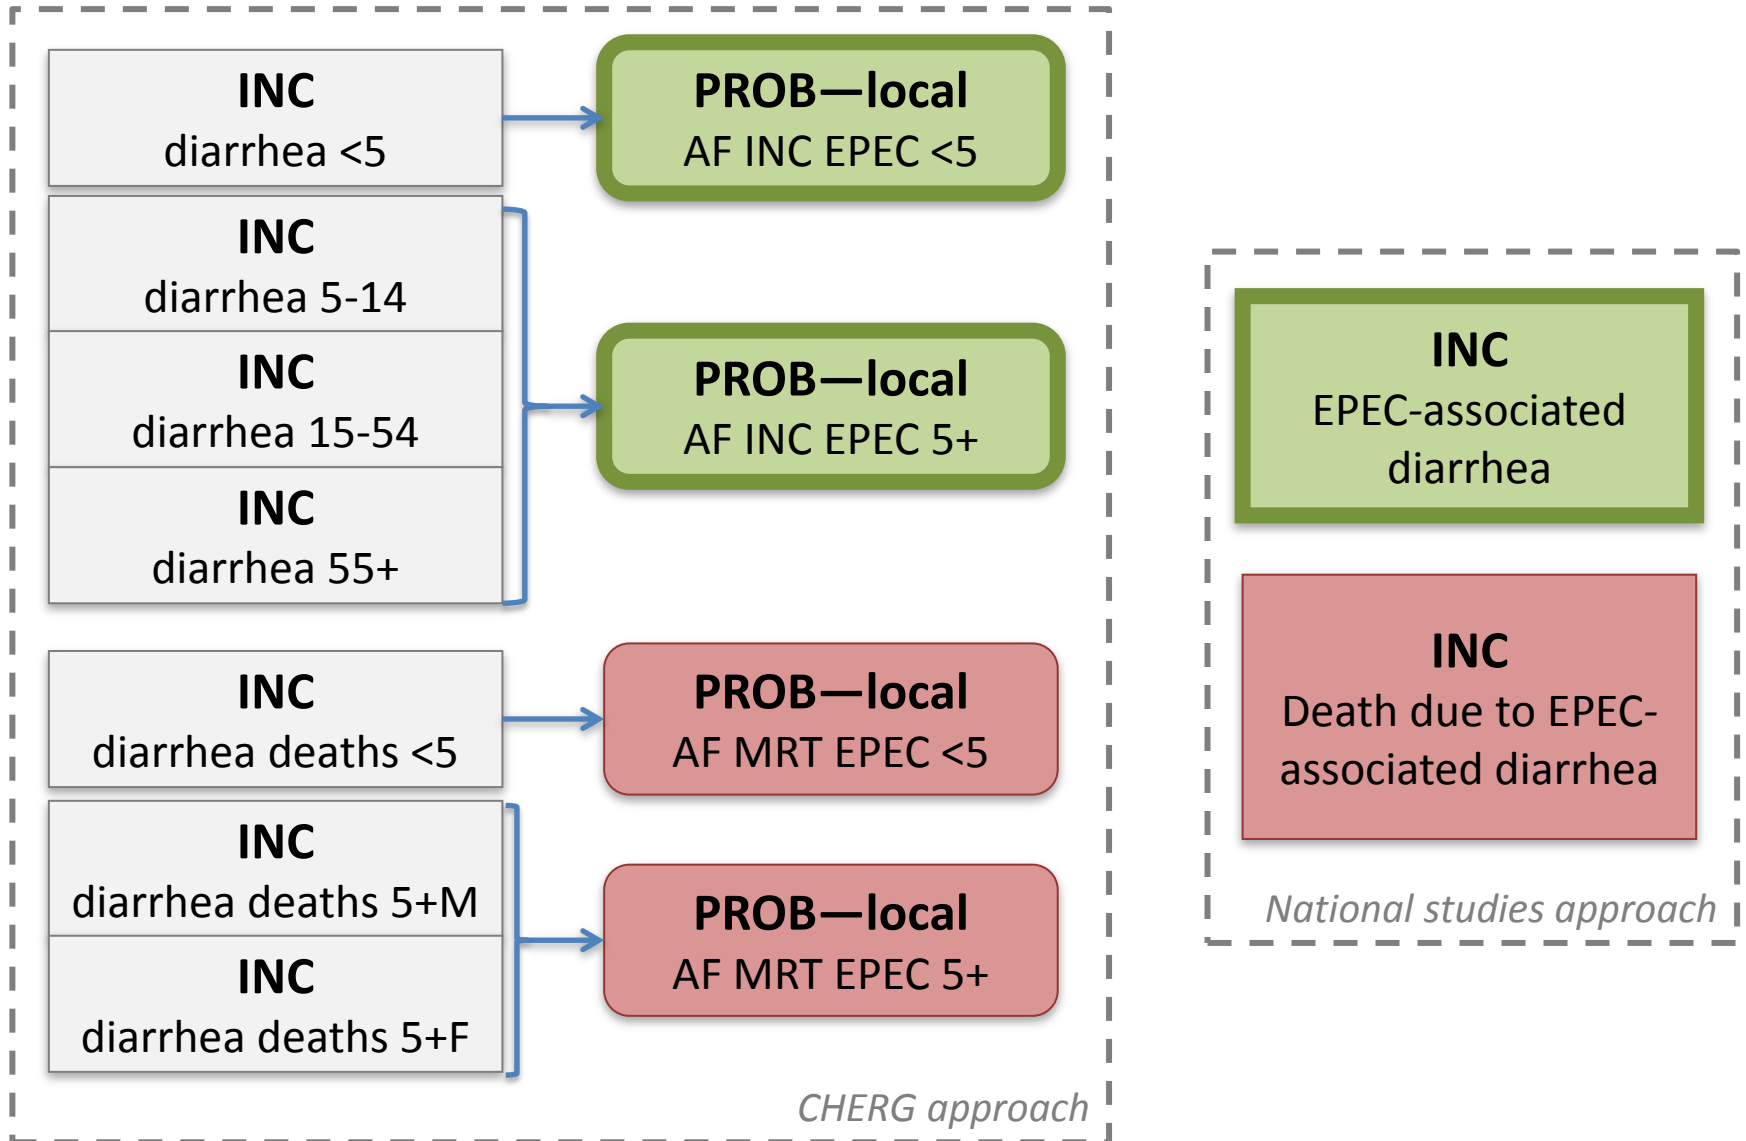 INC
diarrhea <5
INC
diarrhea 5-14
INC
diarrhea 15-54
INC
diarrhea 55+
PROB—local
AF INC EPEC <5
PROB—local
AF INC EPEC 5+
INC
diarrhea deaths <5
INC
diarrhea deaths 5+M
INC
diarrhea deaths 5+F
PROB—local
AF MRT EPEC <5
PROB—local
AF MRT EPEC 5+
CHERG approach
INC
EPEC-associated
diarrhea
INC
Death due to EPEC-
associated diarrhea
National studies approach